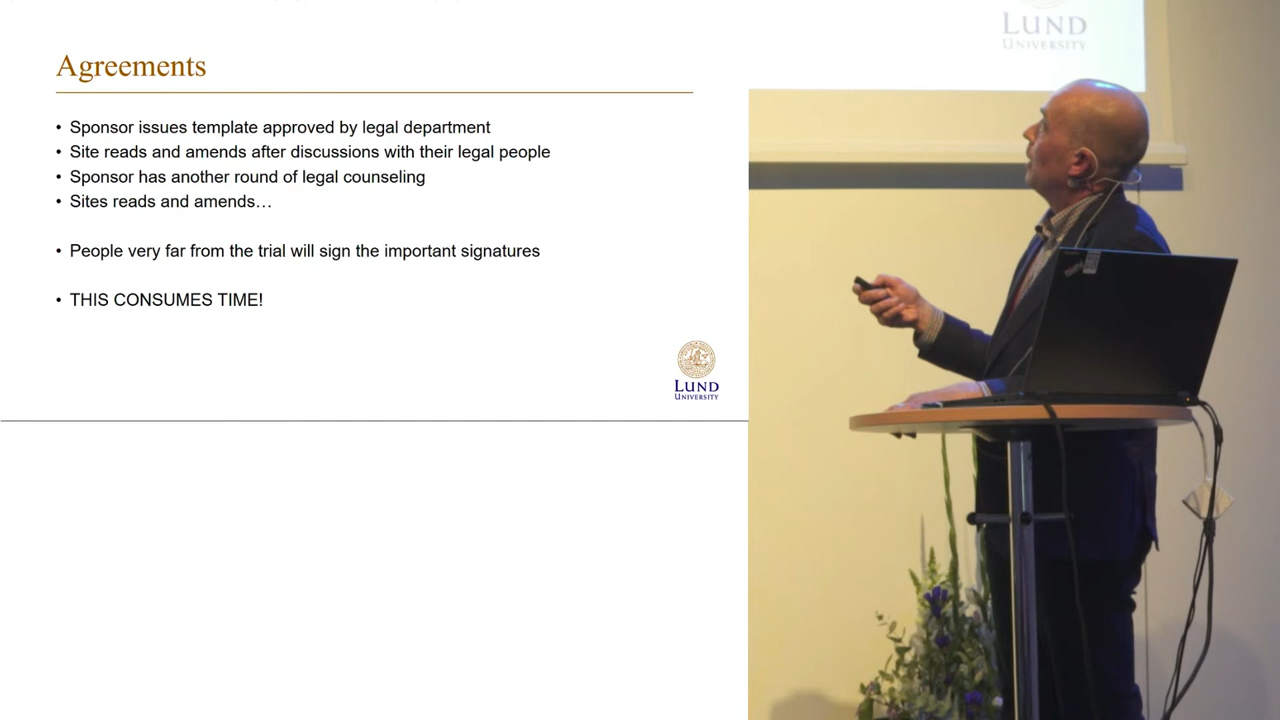 Agreements
• Sponsor issues template approved by legal department
• Site reads and amends after discussions with their legal people
• Sponsor has another round of legal counseling
• Sites reads and amends…
• People very far from the trial will sign the important signatures
• THIS CONSUMES TIME!
LUND
UNIVERSITY
LUND
UNIVERSITY